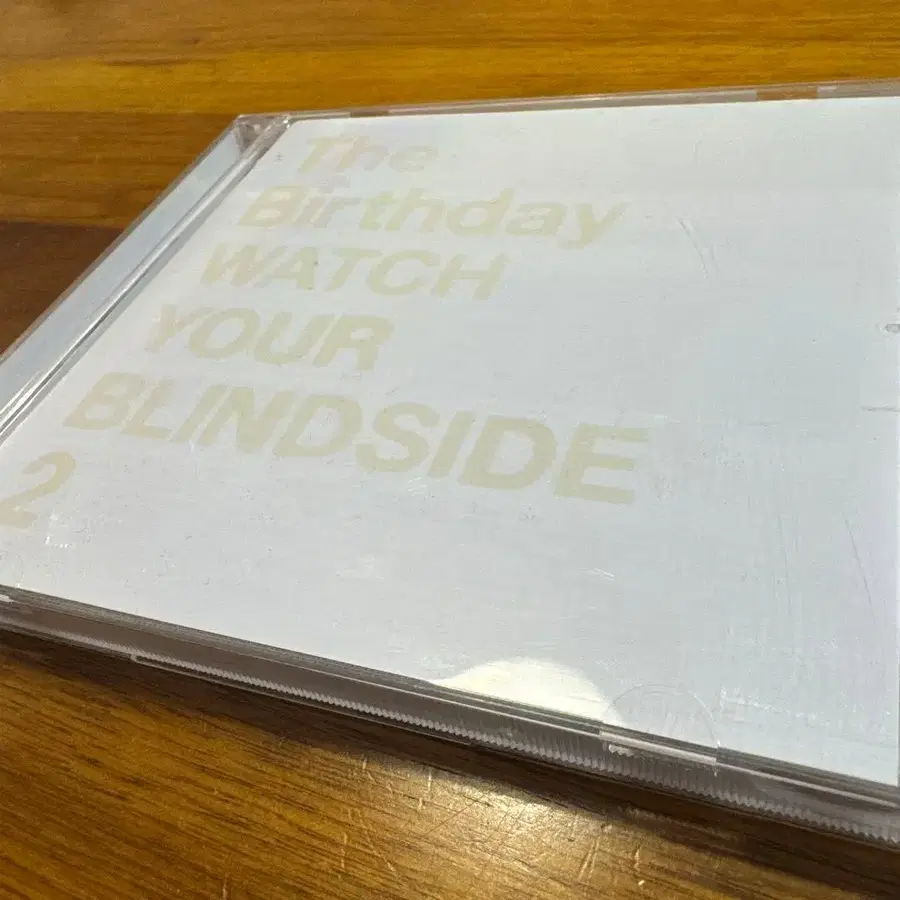 The
Birthday
WATCH
YOUR
BLINDSIDE
2